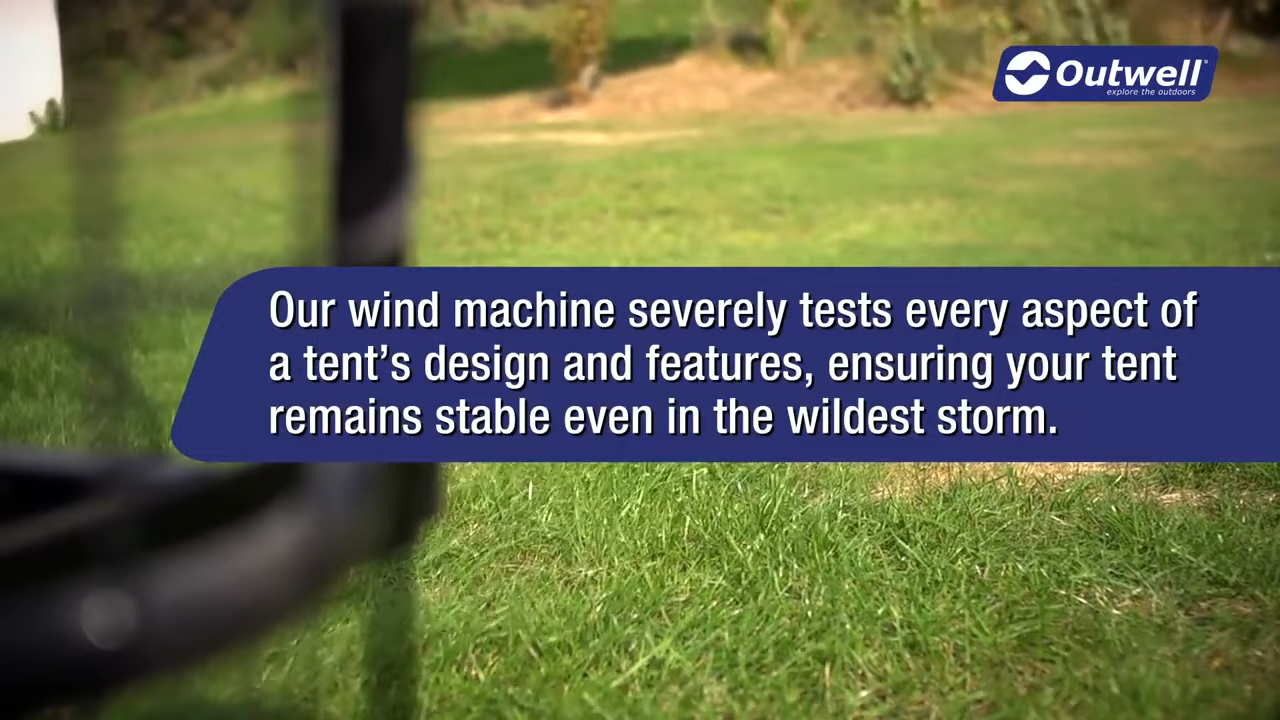 Outwell®
explore the outdoors
Our wind machine severely tests every aspect of
a tent's design and features, ensuring your tent
remains stable even in the wildest storm.